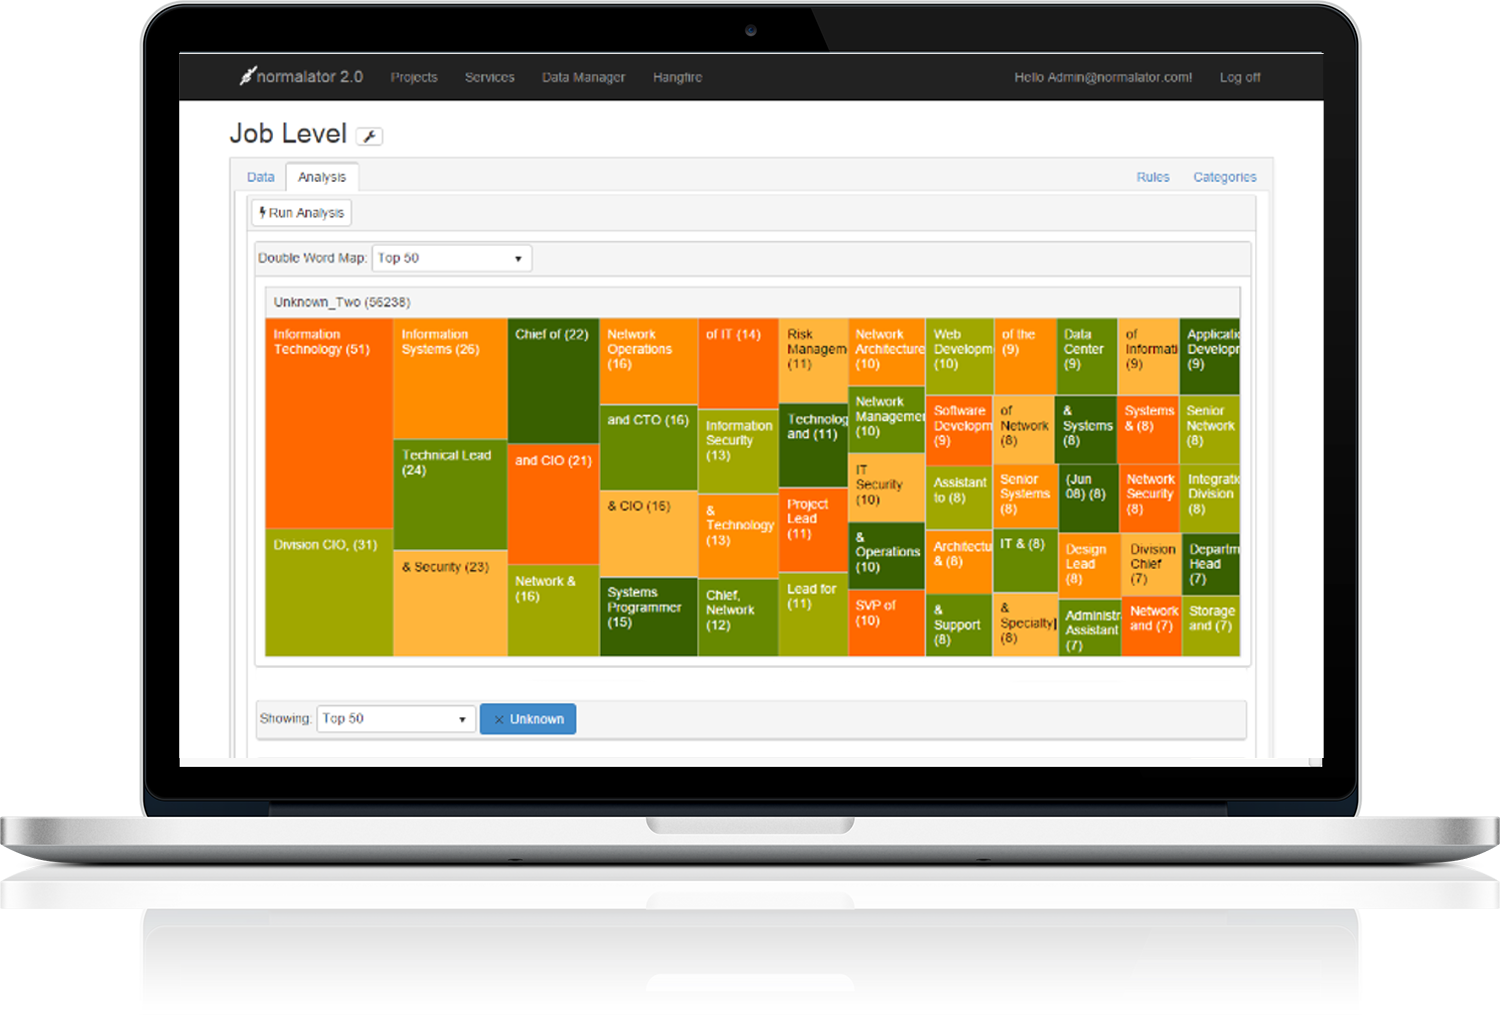 normalator 2.0 Projects Services Data Manager Hangfire Hello Admin@normalator.com! Log off
Job Level
Data Analysis Rules Categories
Run Analysis
Double Word Map: Top 50
Unknown_Two (56238)
Information
Technology (51)
Division CIO, (31)
Information
Systems (26)
Technical Lead
(24)
& Security (23)
Chief of (22)
and CIO (21)
Network &
(16)
Network
Operations
(16)
and CTO (16)
& CIO (16)
Systems
Programmer
(15)
of IT (14)
Information
Security
(13)
&
Technology
(13)
Chief,
Network
(12)
Risk
Managem
(11)
Technolog
and (11)
Project
Lead
(11)
Lead for
(11)
Network
Architecture
(10)
Network
Managemer
(10)
IT
Security
(10)
&
Operations
(10)
SVP of
(10)
Web
Developm
(10)
Software
Developm
(9)
Assistant
to (8)
Architectu
& (8)
&
Support
(8)
of the
(9)
of
Network
(8)
Senior
Systems
(8)
IT & (8)
&
Specialty|
(8)
Data
Center
(9)
&
Systems
(8)
(Jun
08) (8)
Design
Lead
(8)
Administr
Assistant
(7)
of
Informati
(9)
Systems
& (8)
Network
Security
(8)
Division
Chief
(7)
Network
and (7)
Applicatio
Develop
(9)
Senior
Network
(8)
Integratio
Division
(8)
Departm
Head
(7)
Storage
and (7)
Showing: Top 50 × Unknown